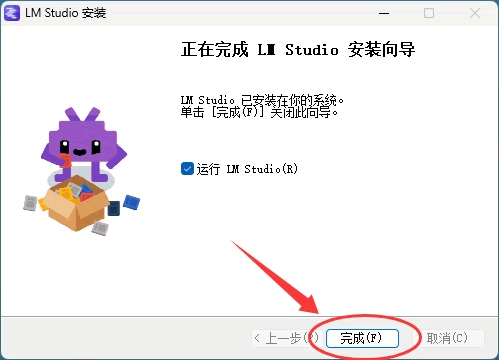 LM Studio 安装
正在完成 LM Studio 安装向导
LM Studio 已安装在你的系统。
单击 [完成(F)] 关闭此向导。
运行 LM Studio(R)
< 上一步(P)
完成(F)
取消(C)